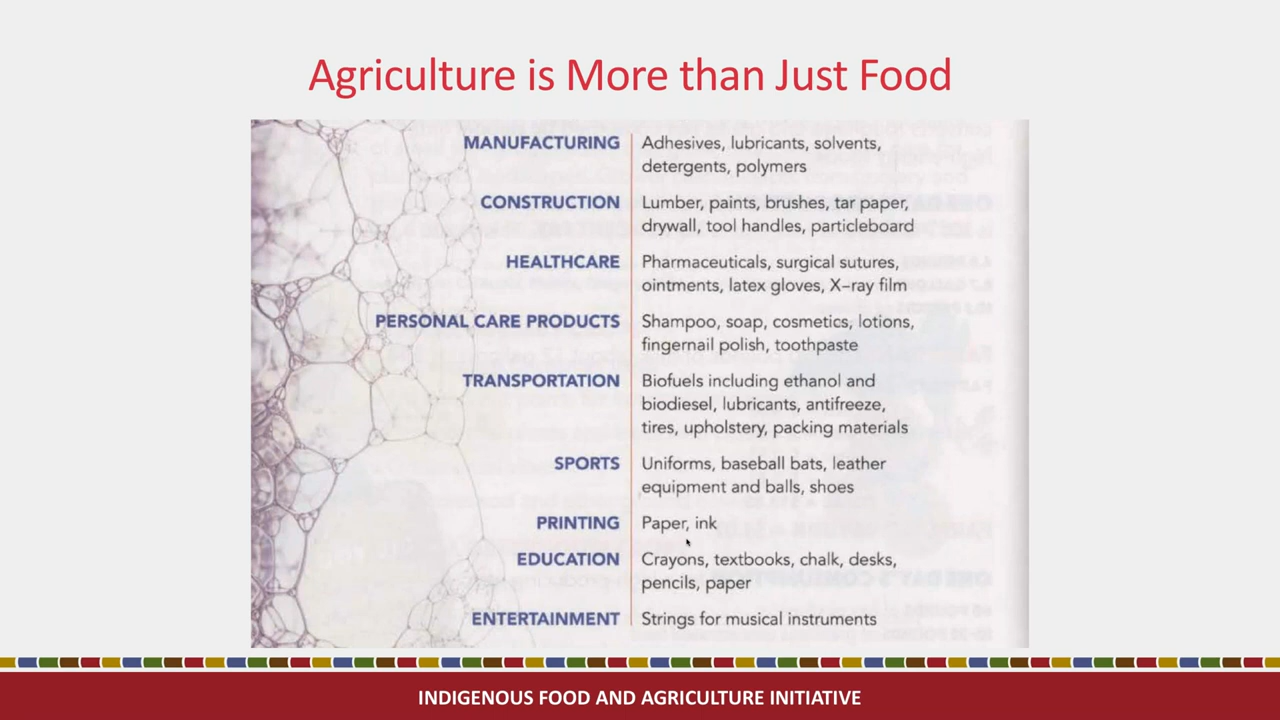 Agriculture is More than Just Food
MANUFACTURING Adhesives, lubricants, solvents,
detergents, polymers
CONSTRUCTION Lumber, paints, brushes, tar paper,
drywall, tool handles, particleboard
HEALTHCARE Pharmaceuticals, surgical sutures,
ointments, latex gloves, X-ray film
PERSONAL CARE PRODUCTS Shampoo, soap, cosmetics, lotions,
fingernail polish, toothpaste
TRANSPORTATION Biofuels including ethanol and
biodiesel, lubricants, antifreeze,
tires, upholstery, packing materials
SPORTS Uniforms, baseball bats, leather
equipment and balls, shoes
PRINTING Paper, ink
EDUCATION Crayons, textbooks, chalk, desks,
pencils, paper
ENTERTAINMENT Strings for musical instruments
INDIGENOUS FOOD AND AGRICULTURE INITIATIVE